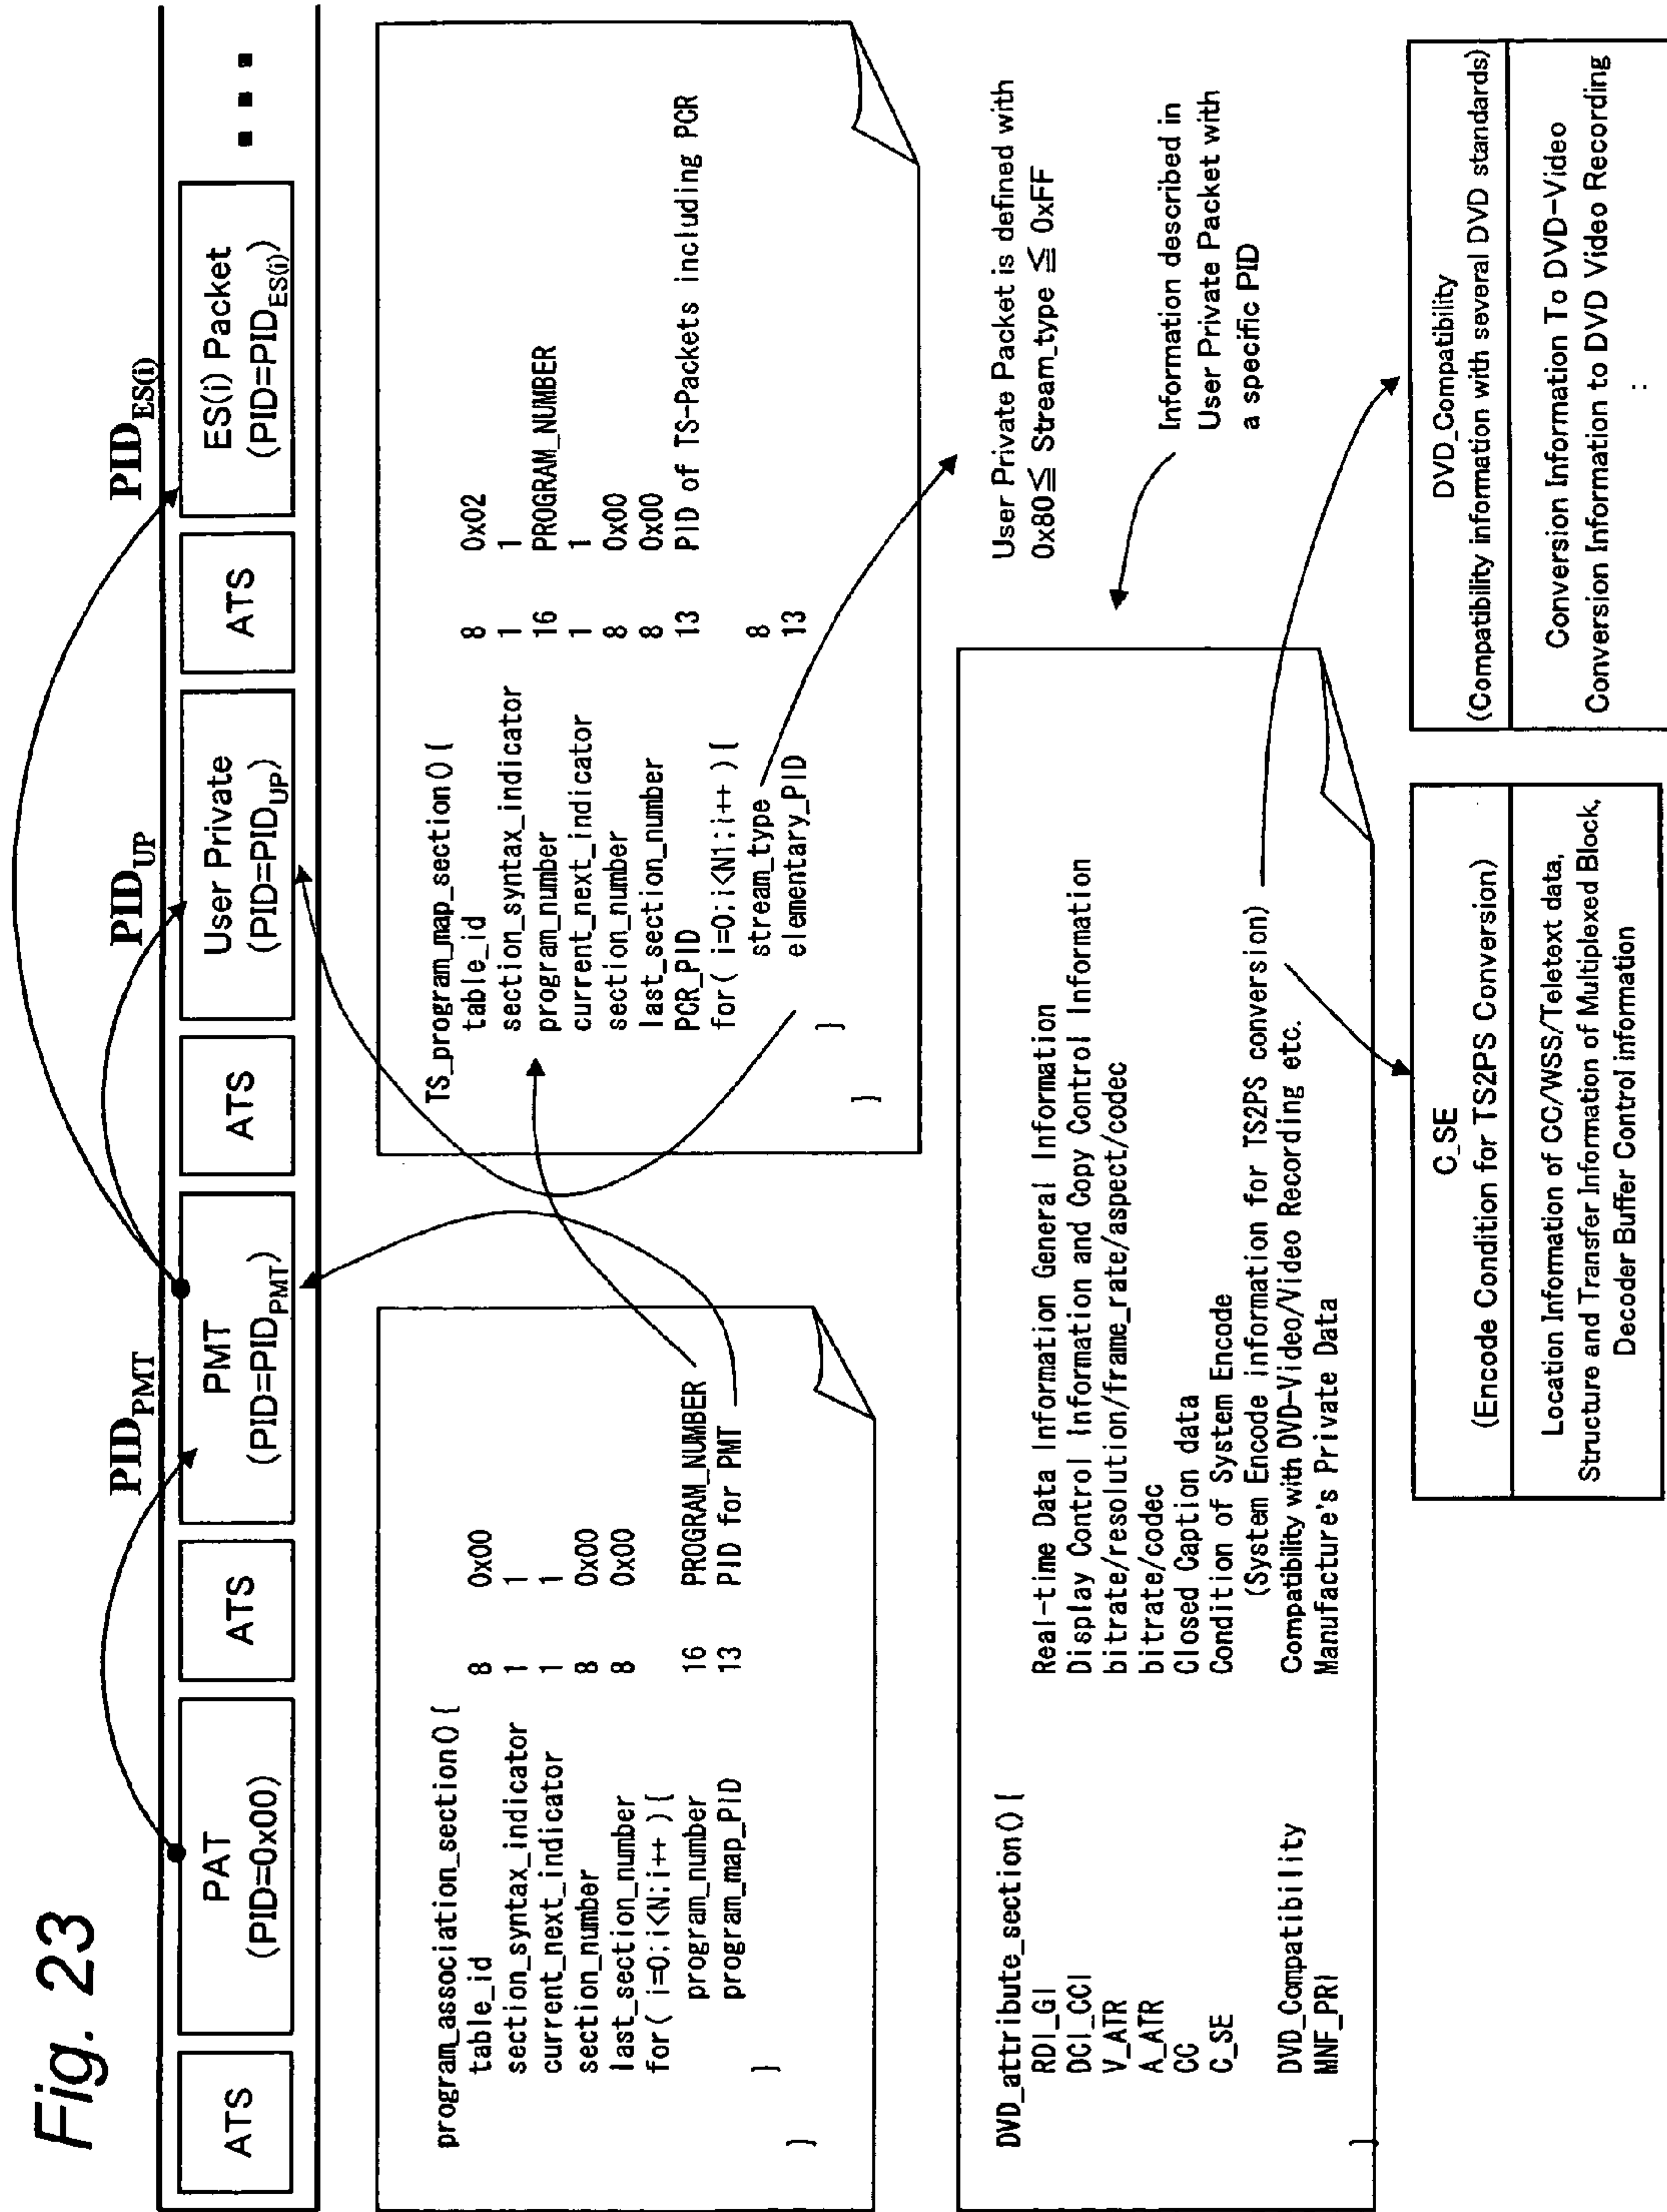 Fig. 23
PID_PMT
PID_UP
PID_ES(i)
ATS
PAT
(PID=0x00)
ATS
PMT
(PID=PID_PMT)
ATS
User Private
(PID=PID_UP)
ATS
ES(i) Packet
(PID=PID_ES(i))
...
program_association_section() {
table_id 8 0x00
section_syntax_indicator 1 1
current_next_indicator 1 1
section_number 8 0x00
last_section_number 8 0x00
for( i=0;i<N;i++ ) {
program_number 16 PROGRAM_NUMBER
program_map_PID 13 PID for PMT
}
}
TS_program_map_section() {
table_id 8 0x02
section_syntax_indicator 1 1
program_number 16 PROGRAM_NUMBER
current_next_indicator 1 1
section_number 8 0x00
last_section_number 8 0x00
PCR_PID 13 PID of TS-Packets including PCR
for( i=0;i<N1;i++ ) {
stream_type 8
elementary_PID 13
}
}
User Private Packet is defined with
0x80≦ Stream_type ≦ 0xFF
Information described in
User Private Packet with
a specific PID
DVD_attribute_section() {
RDI_GI Real-time Data Information General Information
DCI_CCI Display Control Information and Copy Control Information
V_ATR bitrate/resolution/frame_rate/aspect/codec
A_ATR bitrate/codec
CC Closed Caption data
C_SE Condition of System Encode
(System Encode information for TS2PS conversion)
DVD_Compatibility Compatibility with DVD-Video/Video Recording etc.
MNF_PRI Manufacture's Private Data
}
C_SE
(Encode Condition for TS2PS Conversion)
Location Information of CC/WSS/Teletext data,
Structure and Transfer Information of Multiplexed Block,
Decoder Buffer Control information
DVD_Compatibility
(Compatibility information with several DVD standards)
Conversion Information To DVD-Video
Conversion Information to DVD Video Recording
: